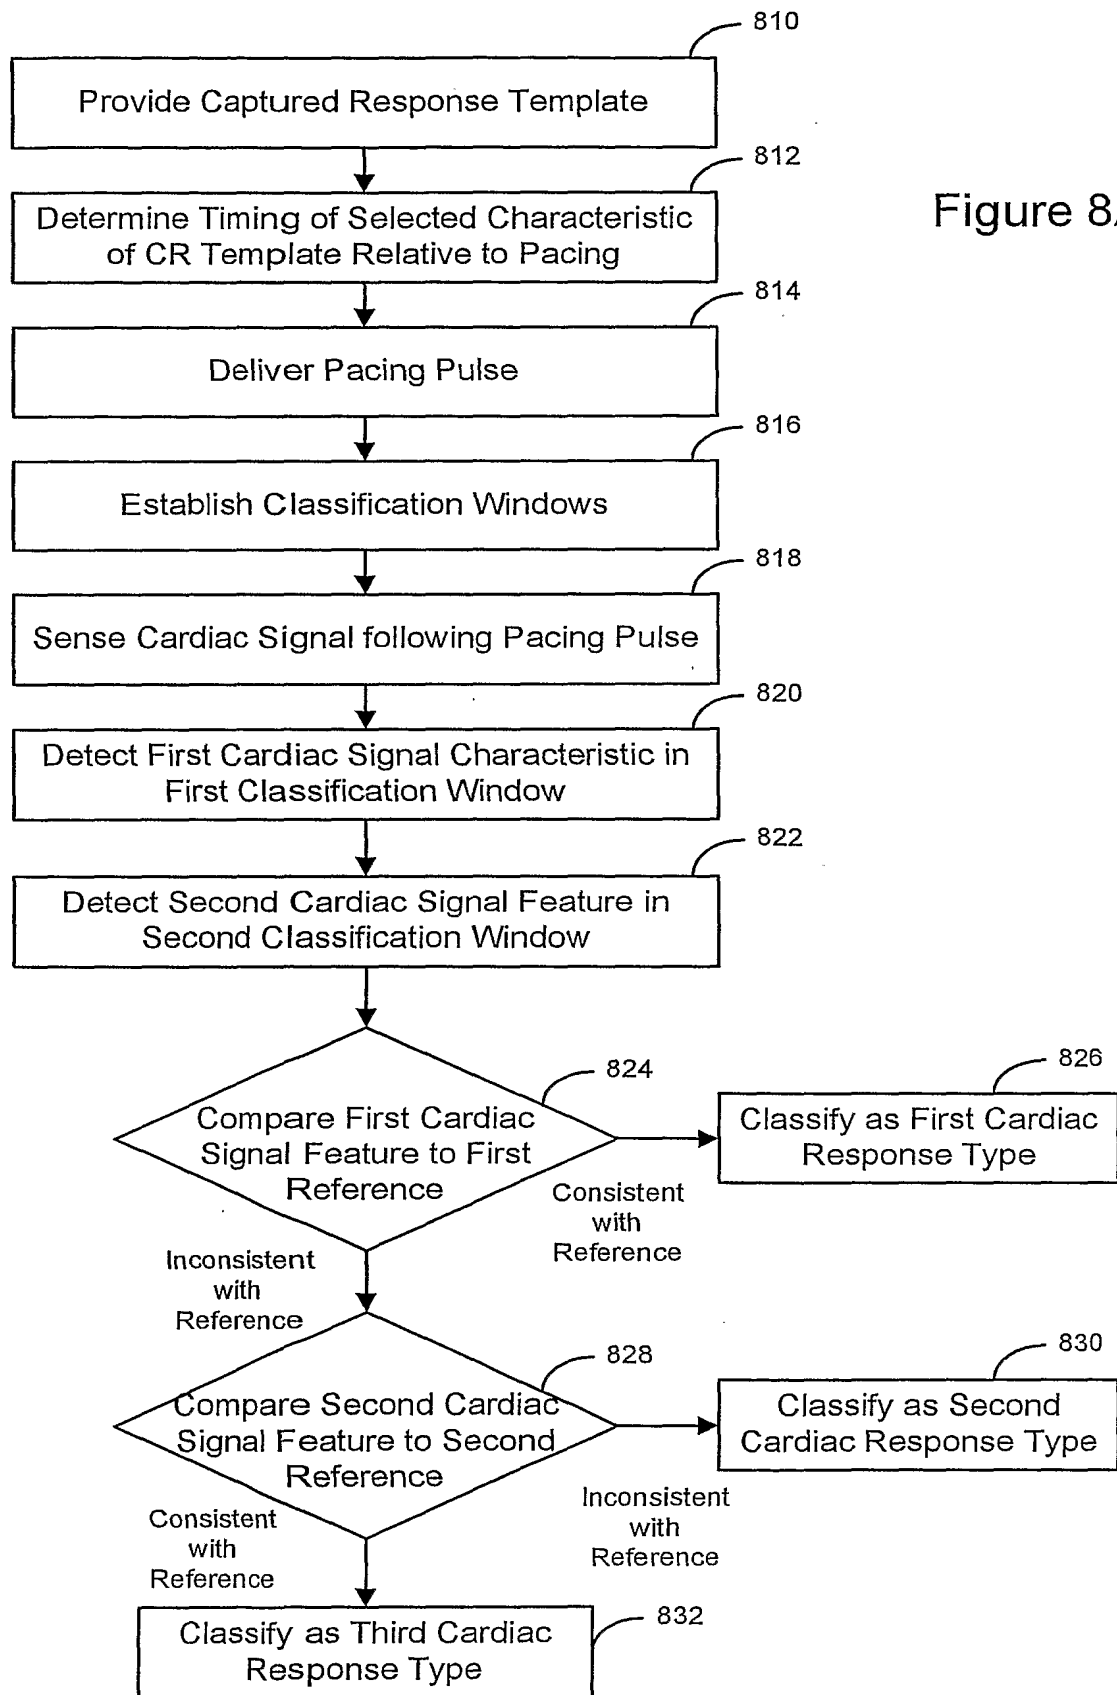 810
Provide Captured Response Template
812
Determine Timing of Selected Characteristic
of CR Template Relative to Pacing
Figure 8A
814
Deliver Pacing Pulse
816
Establish Classification Windows
818
Sense Cardiac Signal following Pacing Pulse
820
Detect First Cardiac Signal Characteristic in
First Classification Window
822
Detect Second Cardiac Signal Feature in
Second Classification Window
824
Compare First Cardiac
Signal Feature to First
Reference
826
Classify as First Cardiac
Response Type
Consistent
with
Reference
Inconsistent
with
Reference
828
Compare Second Cardiac
Signal Feature to Second
Reference
830
Classify as Second
Cardiac Response Type
Inconsistent
with
Reference
Consistent
with
Reference
832
Classify as Third Cardiac
Response Type